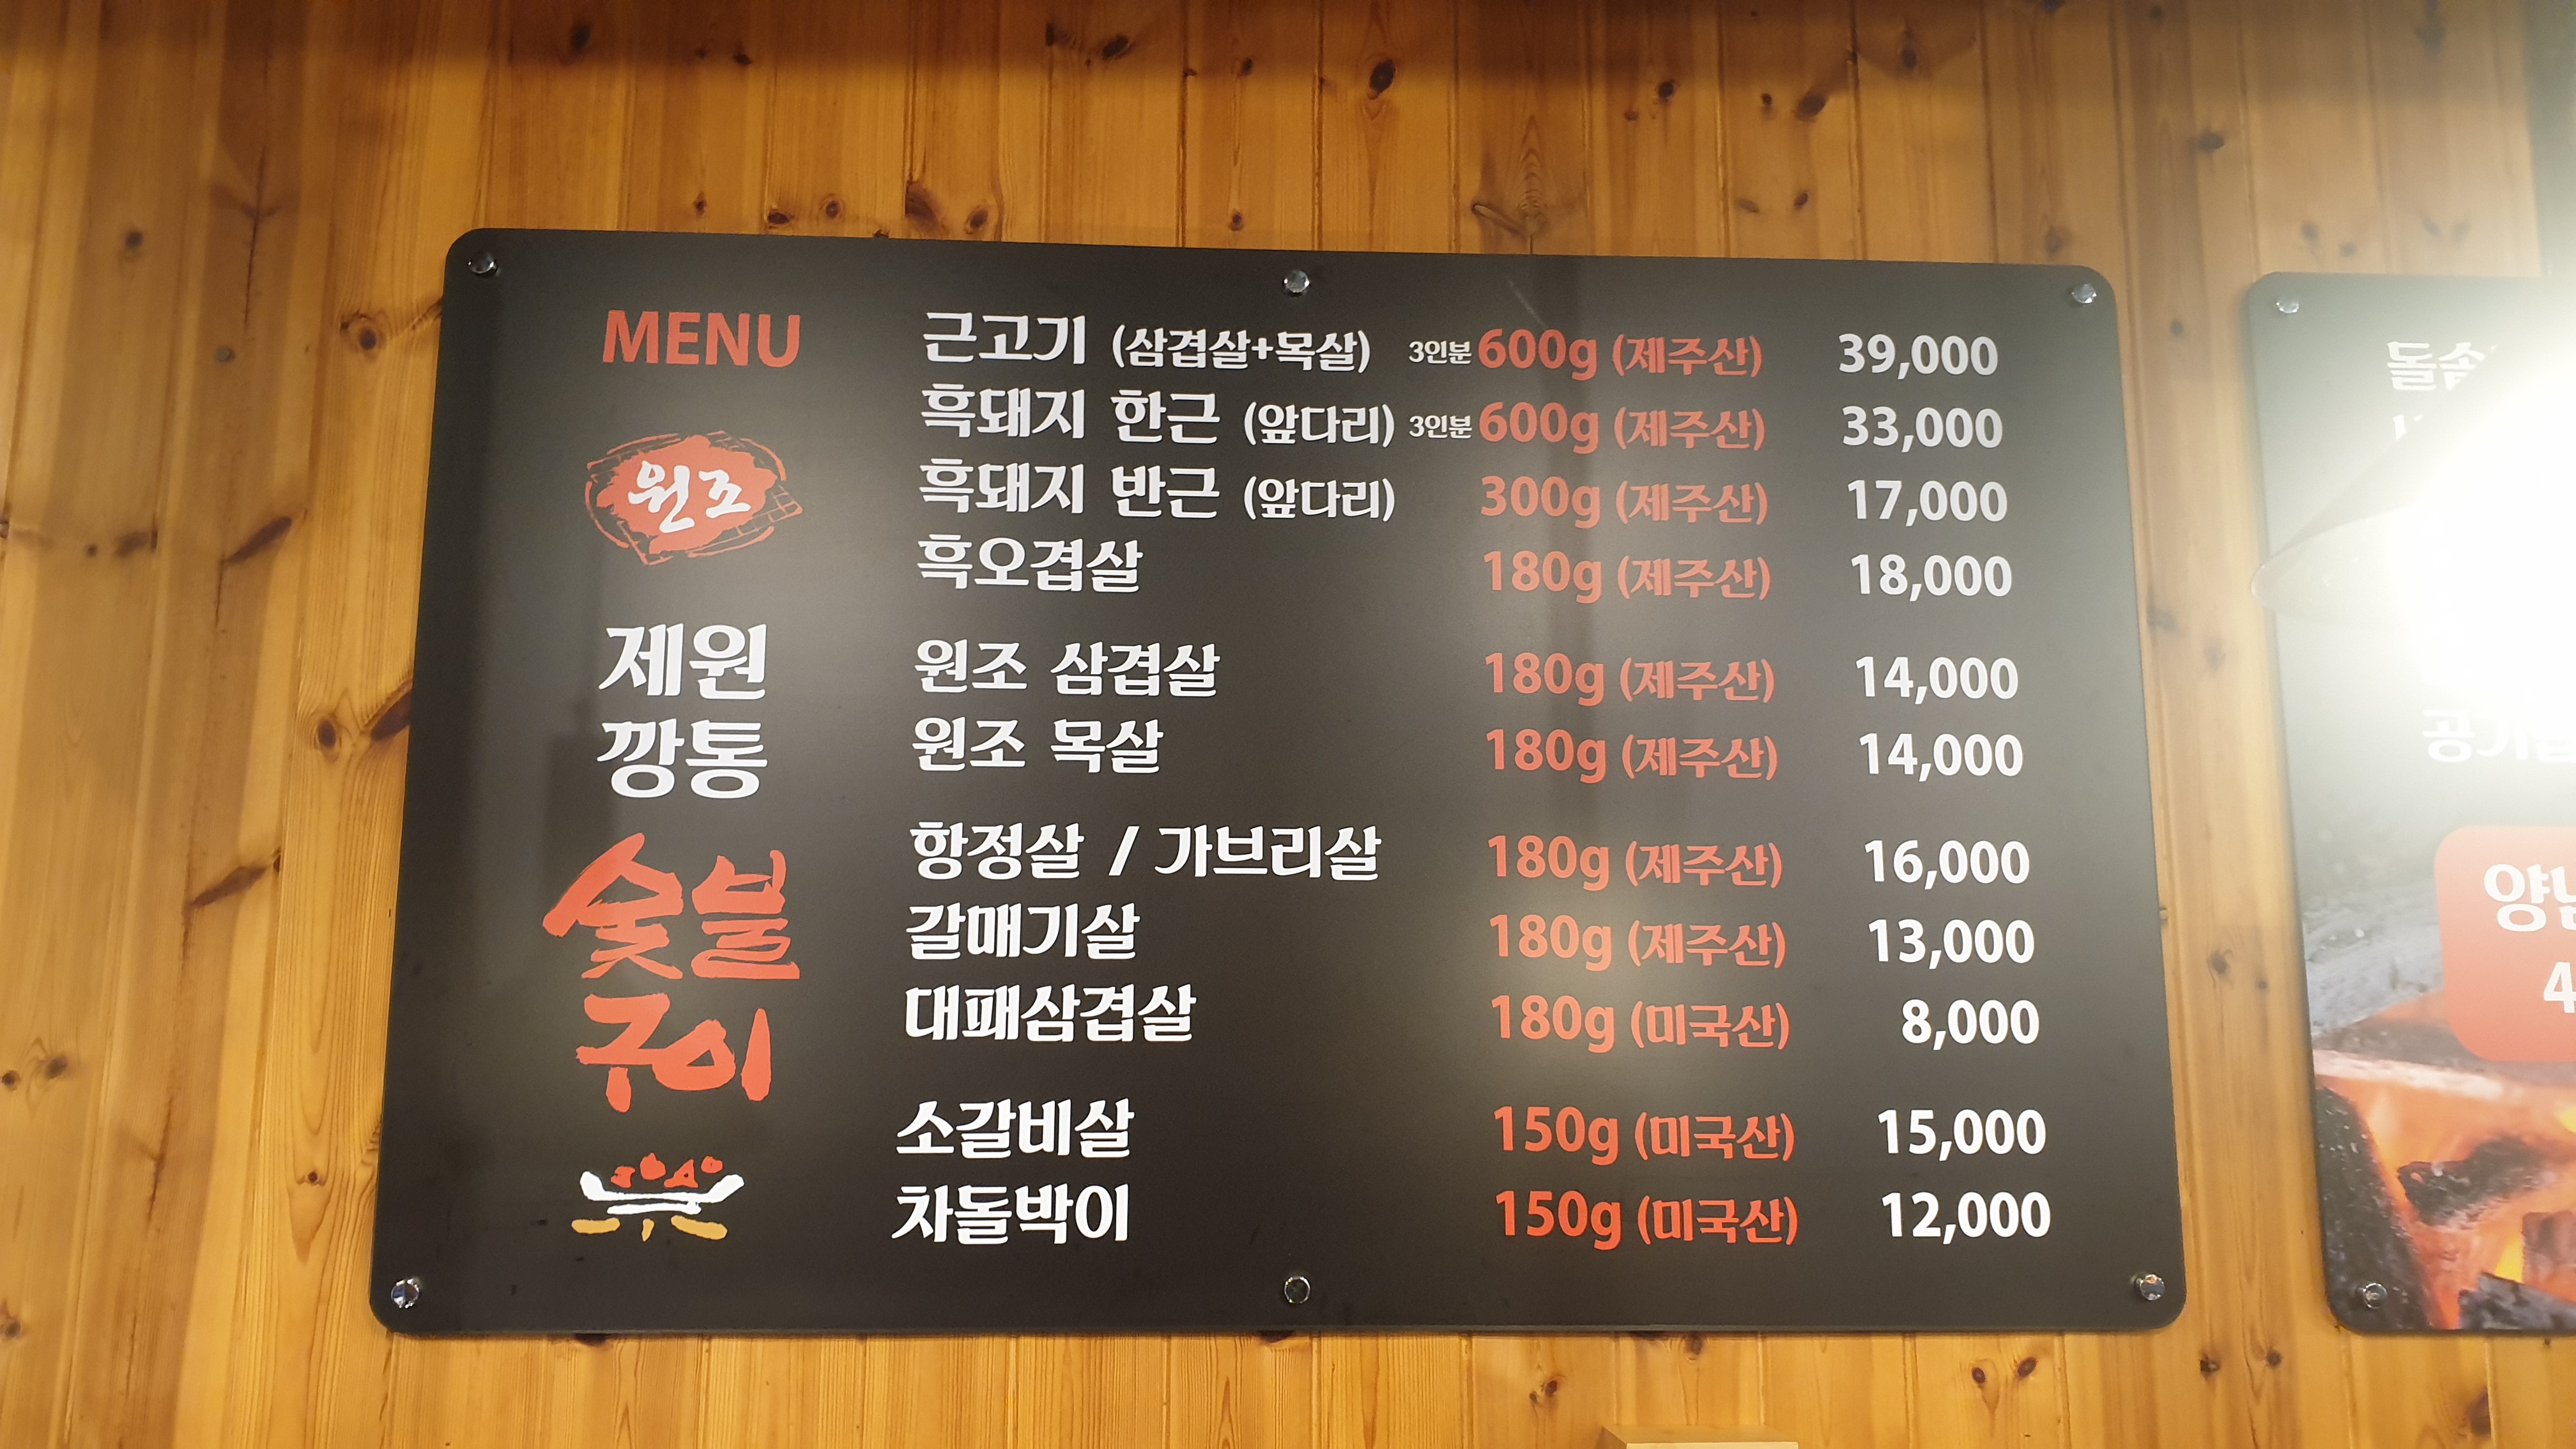 MENU
원조
제원
깡통
숯불
구이
근고기 (삼겹살+목살) 3인분 600g (제주산) 39,000
흑돼지 한근 (앞다리) 3인분 600g (제주산) 33,000
흑돼지 반근 (앞다리) 300g (제주산) 17,000
흑오겹살 180g (제주산) 18,000
원조 삼겹살 180g (제주산) 14,000
원조 목살 180g (제주산) 14,000
항정살 / 가브리살 180g (제주산) 16,000
갈매기살 180g (제주산) 13,000
대패삼겹살 180g (미국산) 8,000
소갈비살 150g (미국산) 15,000
차돌박이 150g (미국산) 12,000